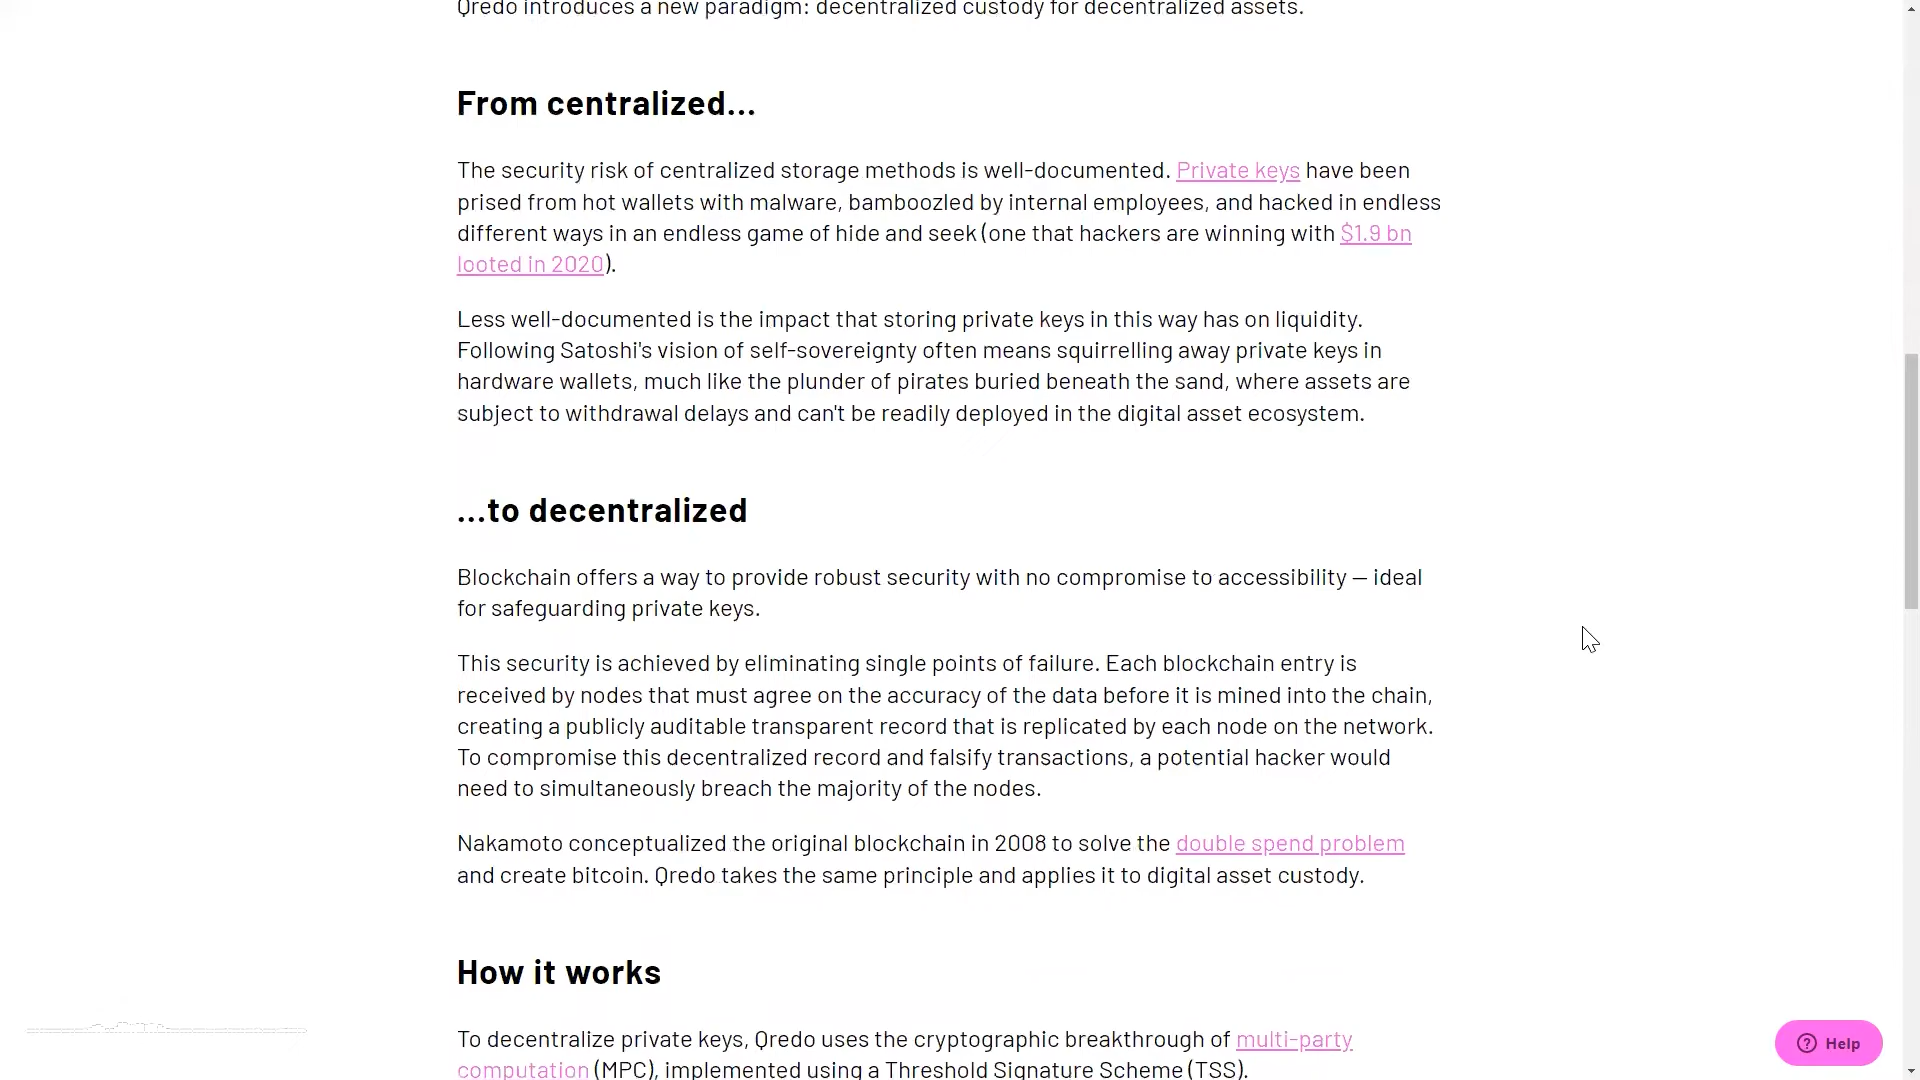 Qredo introduces a new paradigm: decentralized custody for decentralized assets.
From centralized...
The security risk of centralized storage methods is well-documented. Private keys have been
prised from hot wallets with malware, bamboozled by internal employees, and hacked in endless
different ways in an endless game of hide and seek (one that hackers are winning with $1.9 bn
looted in 2020).
Less well-documented is the impact that storing private keys in this way has on liquidity.
Following Satoshi's vision of self-sovereignty often means squirrelling away private keys in
hardware wallets, much like the plunder of pirates buried beneath the sand, where assets are
subject to withdrawal delays and can't be readily deployed in the digital asset ecosystem.
...to decentralized
Blockchain offers a way to provide robust security with no compromise to accessibility — ideal
for safeguarding private keys.
This security is achieved by eliminating single points of failure. Each blockchain entry is
received by nodes that must agree on the accuracy of the data before it is mined into the chain,
creating a publicly auditable transparent record that is replicated by each node on the network.
To compromise this decentralized record and falsify transactions, a potential hacker would
need to simultaneously breach the majority of the nodes.
Nakamoto conceptualized the original blockchain in 2008 to solve the double spend problem
and create bitcoin. Qredo takes the same principle and applies it to digital asset custody.
How it works
To decentralize private keys, Qredo uses the cryptographic breakthrough of multi-party
computation (MPC), implemented using a Threshold Signature Scheme (TSS).
Help